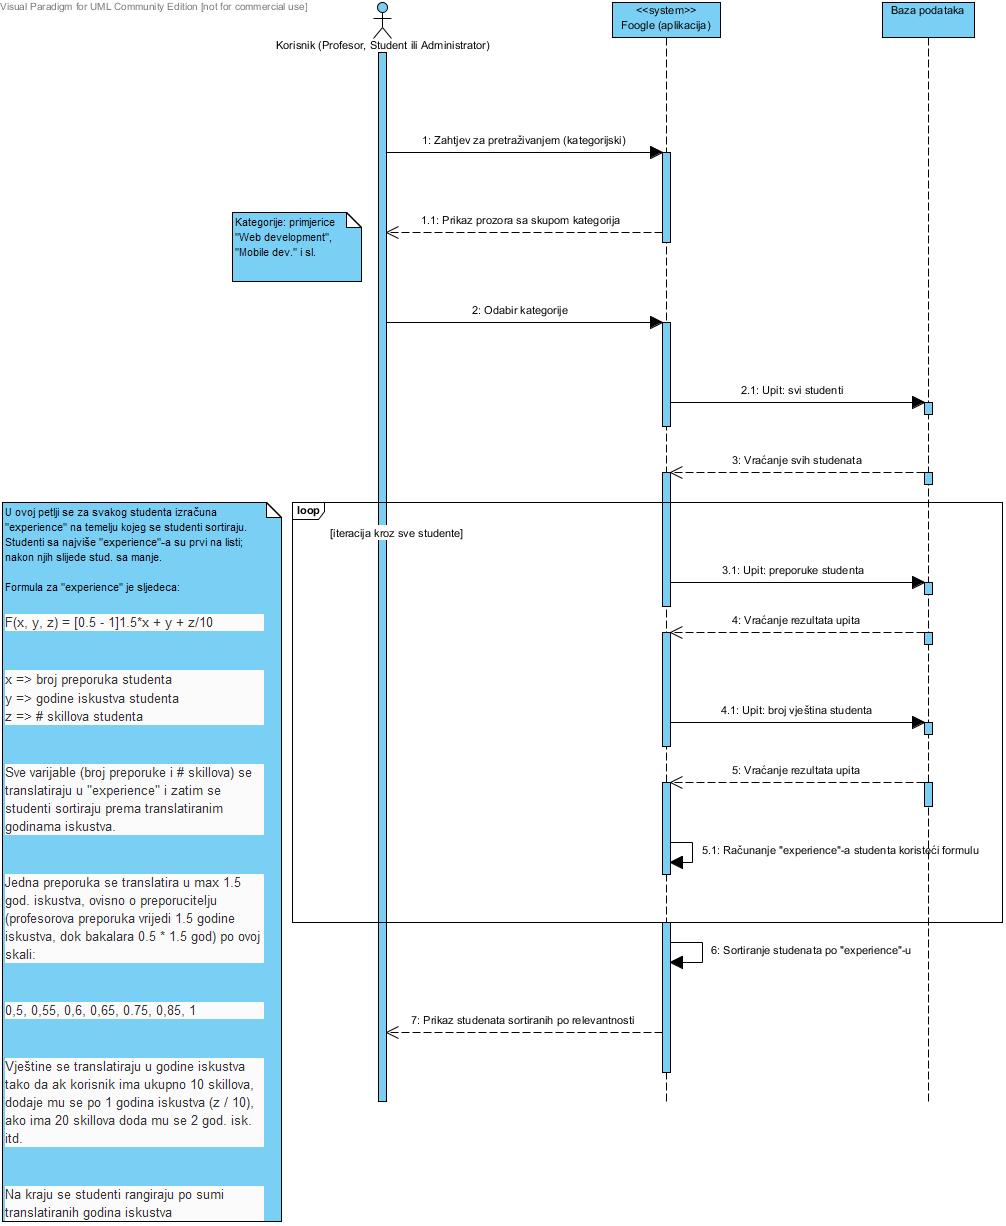 Visual Paradigm for UML Community Edition [not for commercial use]
<<system>>
Foogle (aplikacija)
Baza podataka
Korisnik (Profesor, Student ili Administrator)
1: Zahtjev za pretraživanjem (kategorijski)
1.1: Prikaz prozora sa skupom kategorija
Kategorije: primjerice
"Web development",
"Mobile dev." i sl.
2: Odabir kategorije
2.1: Upit: svi studenti
3: Vraćanje svih studenata
loop
[iteracija kroz sve studente]
3.1: Upit: preporuke studenta
4: Vraćanje rezultata upita
4.1: Upit: broj vještina studenta
5: Vraćanje rezultata upita
5.1: Računanje "experience"-a studenta koristeći formulu
6: Sortiranje studenata po "experience"-u
7: Prikaz studenata sortiranih po relevantnosti
U ovoj petlji se za svakog studenta izračuna
"experience" na temelju kojeg se studenti sortiraju.
Studenti sa najviše "experience"-a su prvi na listi;
nakon njih slijede stud. sa manje.
Formula za "experience" je sljedeca:
F(x, y, z) = [0.5 - 1]1.5*x + y + z/10
x => broj preporuka studenta
y => godine iskustva studenta
z => # skillova studenta
Sve varijable (broj preporuke i # skillova) se
translatiraju u "experience" i zatim se
studenti sortiraju prema translatiranim
godinama iskustva.
Jedna preporuka se translatira u max 1.5
god. iskustva, ovisno o preporucitelju
(profesorova preporuka vrijedi 1.5 godine
iskustva, dok bakalara 0.5 * 1.5 god) po ovoj
skali:
0,5, 0,55, 0,6, 0,65, 0.75, 0,85, 1
Vještine se translatiraju u godine iskustva
tako da ak korisnik ima ukupno 10 skillova,
dodaje mu se po 1 godina iskustva (z / 10),
ako ima 20 skillova doda mu se 2 god. isk.
itd.
Na kraju se studenti rangiraju po sumi
translatiranih godina iskustva